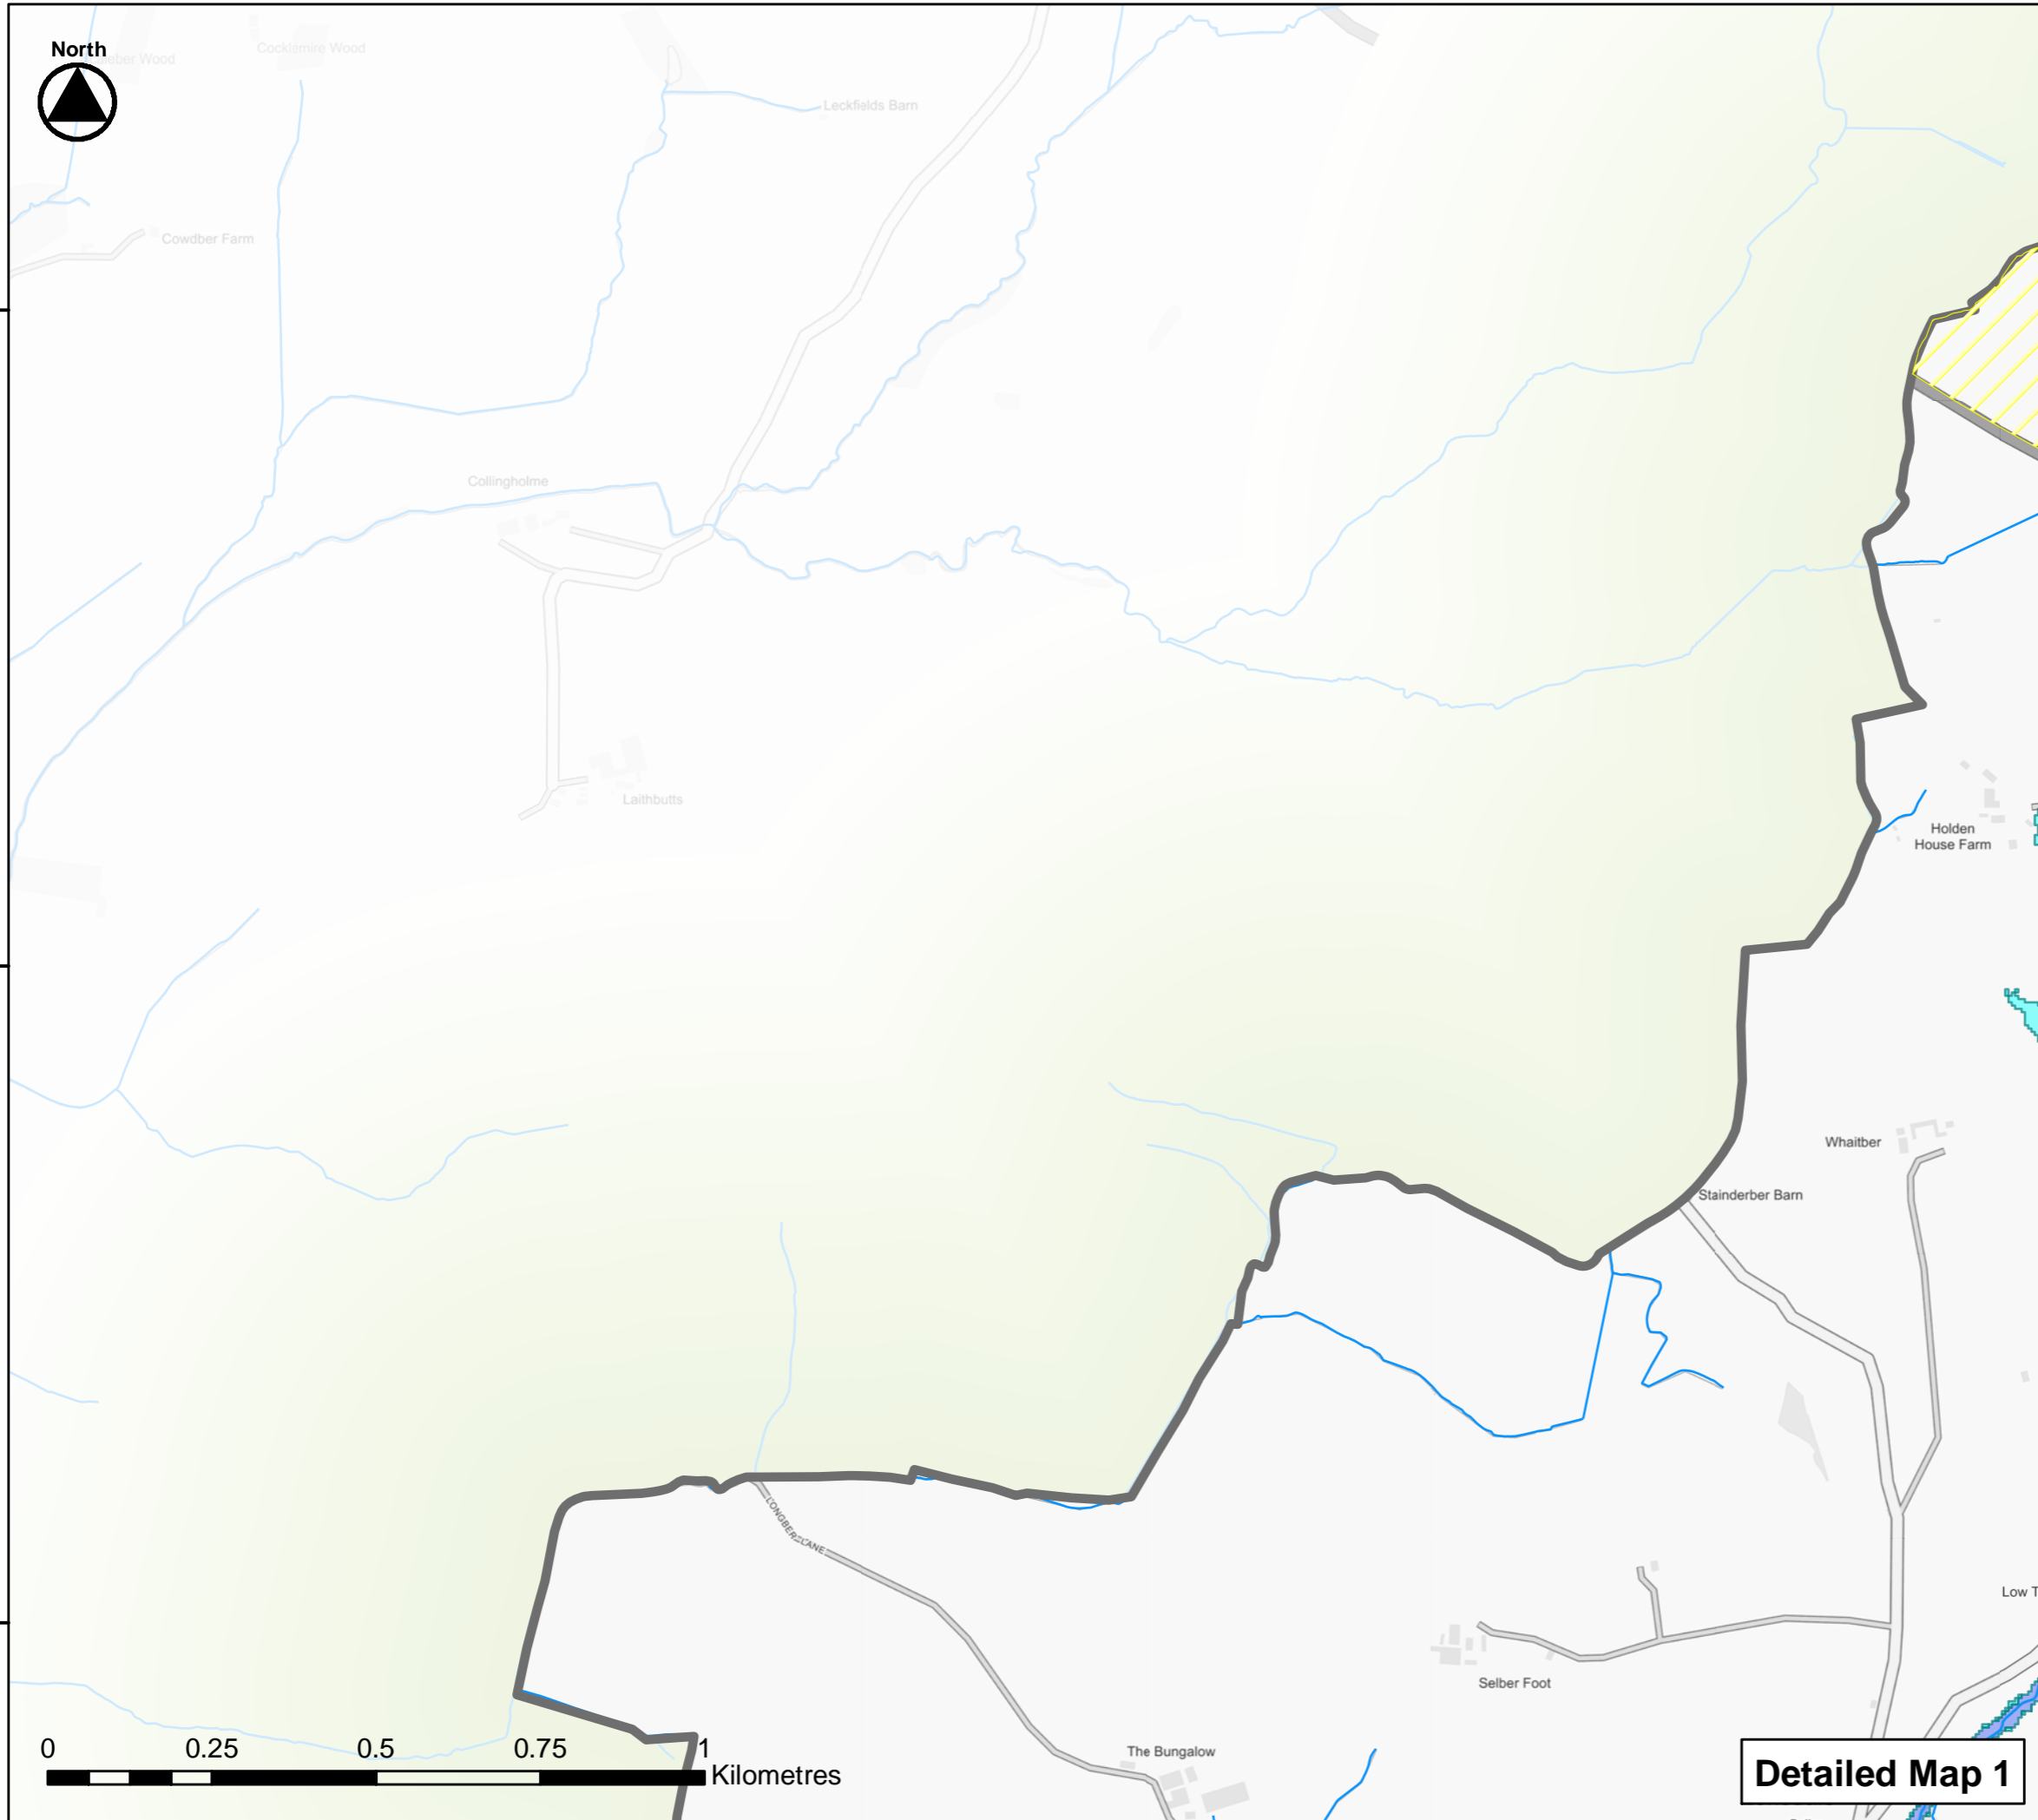 North
Cocklamire Wood
Wood
Leckfields Barn
Cowdber Farm
Collingholme
Laithbutts
Holden
House Farm
Whaitber
Stainderber Barn
LONGBER LANE
Low T
Selber Foot
The Bungalow
0 0.25 0.5 0.75 1
Kilometres
Detailed Map 1